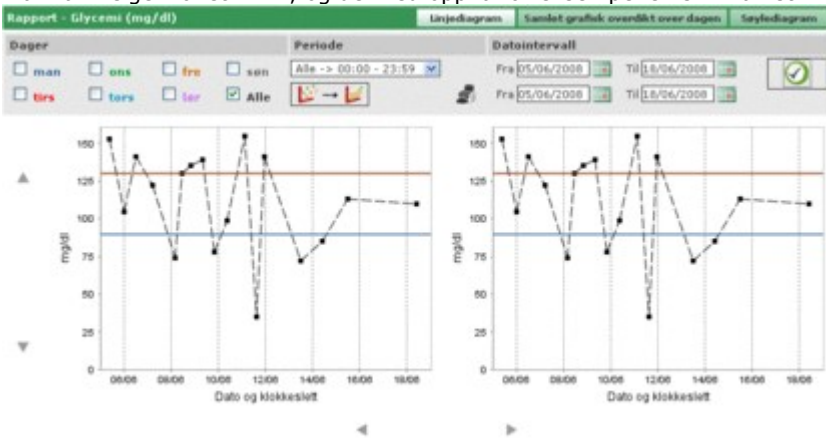 Rapport - Glycemi (mg/dl)
Linjediagram
Samlet grafisk overdikt over dagen
Søylediagram
Dager
Periode
Datointervall
man
ons
fre
søn
Alle -> 00:00 - 23:59
Fra 05/06/2008
Til 18/06/2008
tirs
tors
lør
Alle
Fra 05/06/2008
Til 18/06/2008
150
125
100
75
50
25
0
mg/dl
06/06 08/06 10/06 12/06 14/06 16/06 18/06
Dato og klokkeslett
150
125
100
75
50
25
0
mg/dl
06/06 08/06 10/06 12/06 14/06 16/06 18/06
Dato og klokkeslett